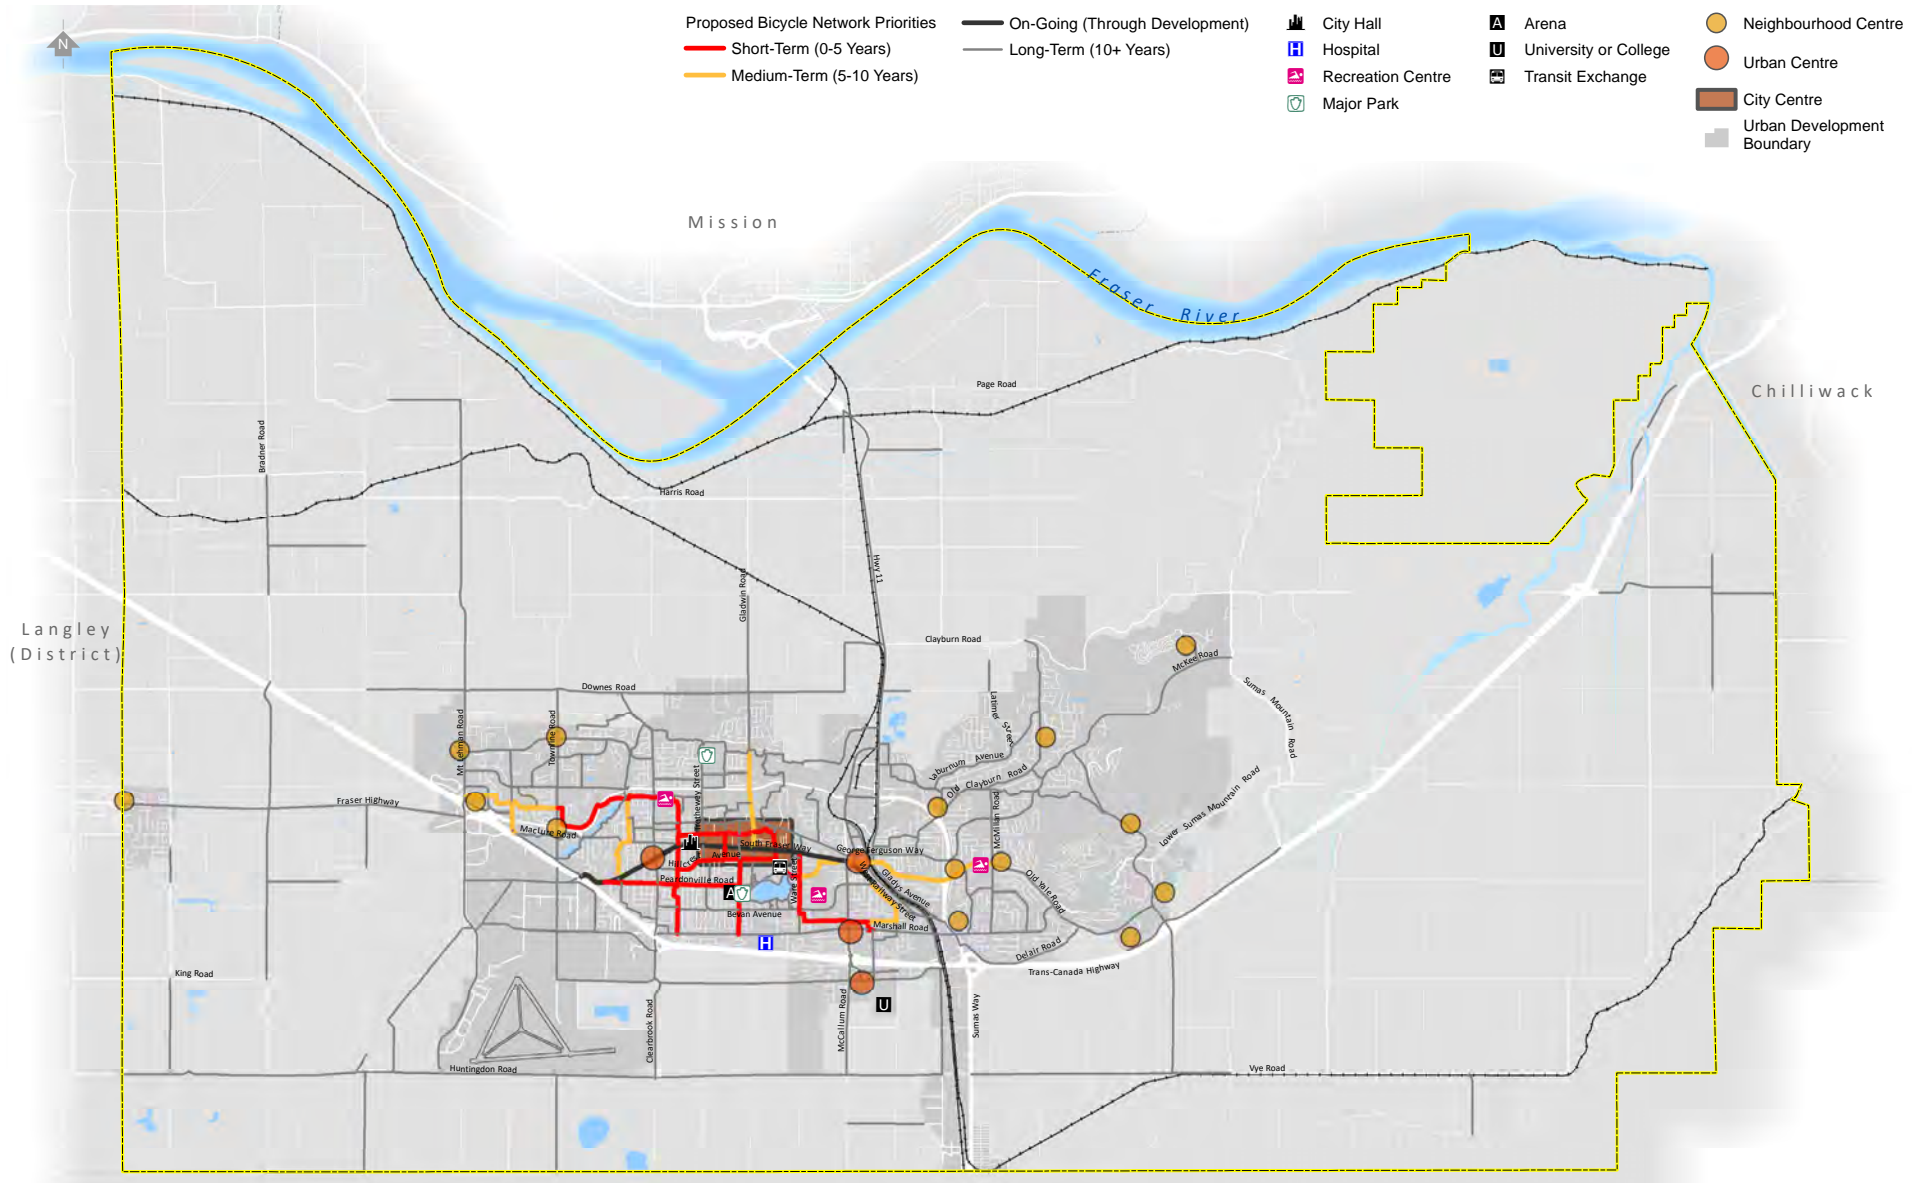 Proposed Bicycle Network Priorities
Short-Term (0-5 Years)
Medium-Term (5-10 Years)
On-Going (Through Development)
Long-Term (10+ Years)
City Hall
H
Hospital
Recreation Centre
Major Park
A
Arena
U
University or College
Transit Exchange
Neighbourhood Centre
Urban Centre
City Centre
Urban Development
Boundary
N
Mission
Fraser River
Chilliwack
Langley
(District)
Page Road
Bradner Road
Harris Road
Hwy 11
Gladwin Road
Clayburn Road
McKee Road
Sumas Mountain Road
Downes Road
Latimer Street
Mt Lehman Road
Townline Road
Laburnum Avenue
Old Clayburn Road
Fraser Highway
Maclure Road
McMillan Road
Lower Sumas Mountain Road
South Fraser Way
George Ferguson Way
Avenue
Peardonville Road
Ware Street
Gladys Avenue
Old Yale Road
A
Bevan Avenue
Marshall Road
H
Delair Road
Trans-Canada Highway
King Road
U
Clearbrook Road
McCallum Road
Sumas Way
Huntingdon Road
Vye Road